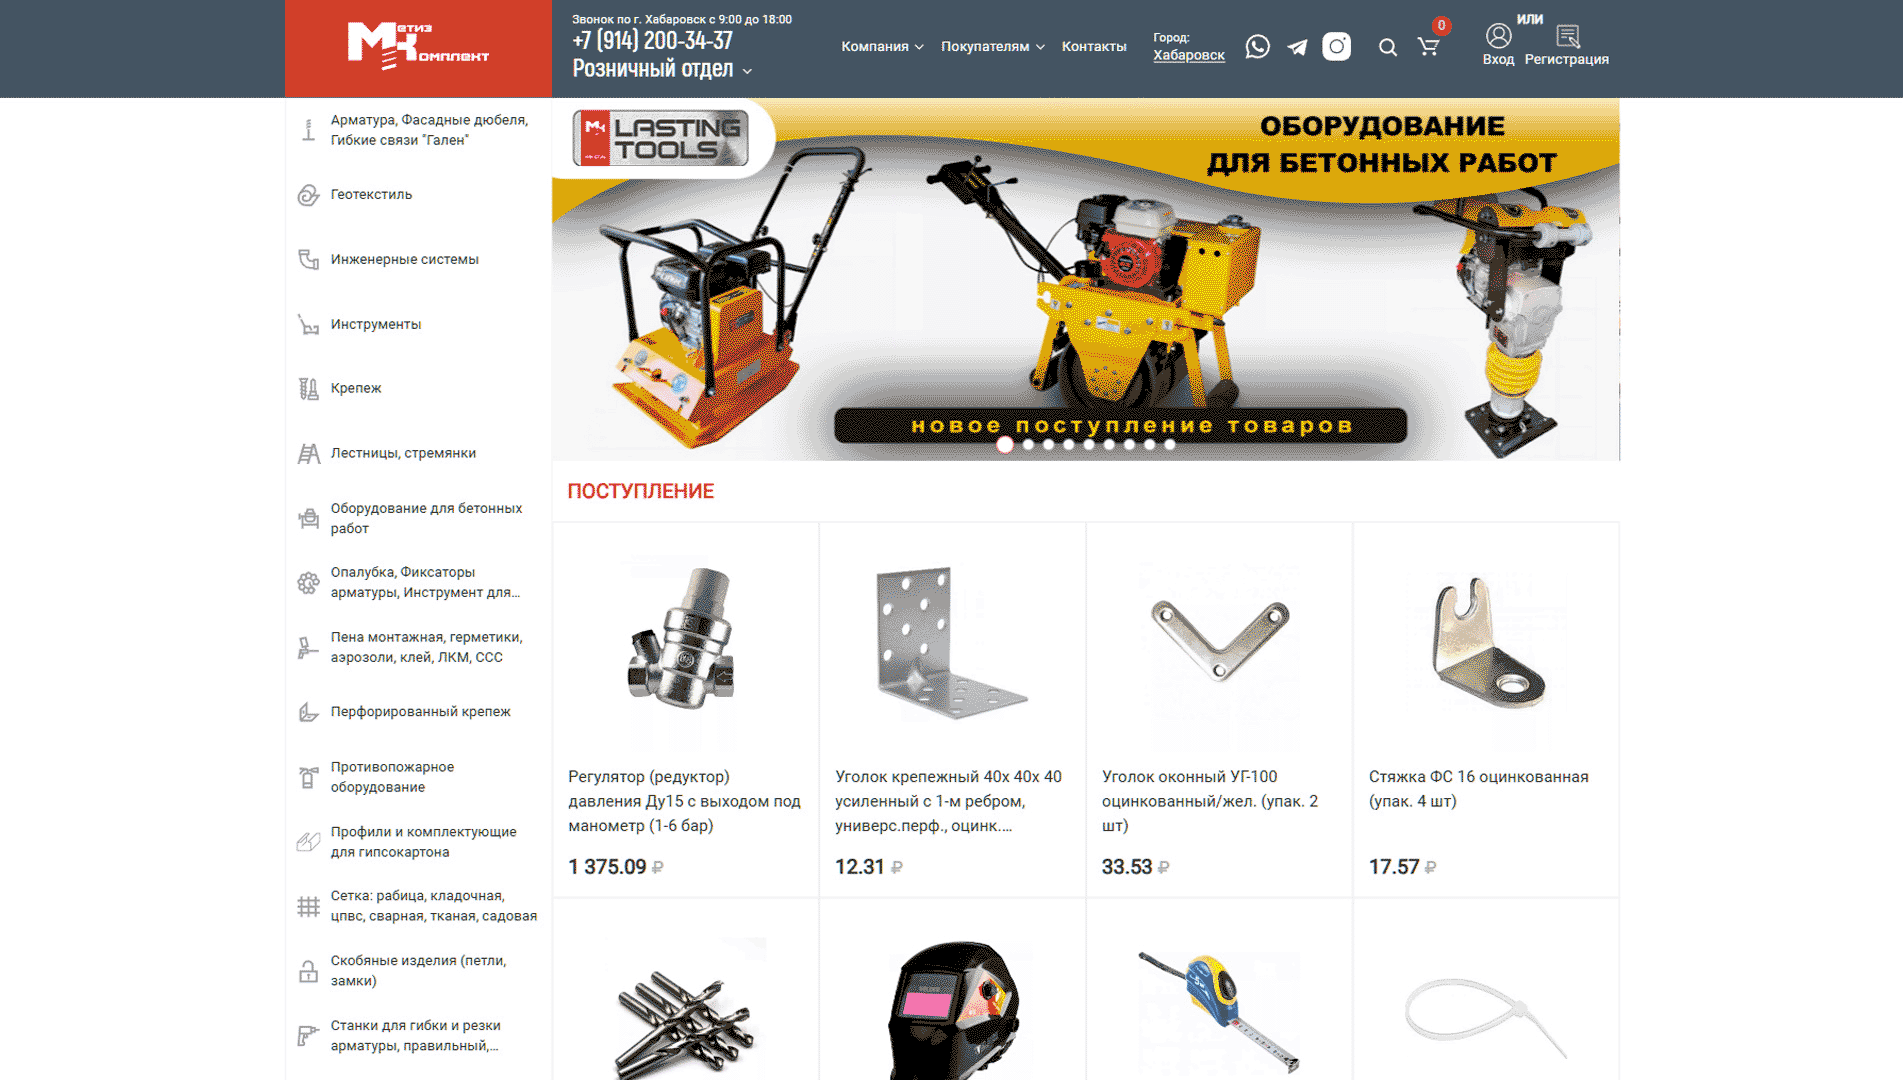 Метиз
Комплект
Звонок по г. Хабаровск с 9:00 до 18:00
+7 (914) 200-34-37
Розничный отдел
Компания
Покупателям
Контакты
Город:
Хабаровск
0
Вход
или
Регистрация
Арматура, Фасадные дюбеля,
Гибкие связи "Гален"
Геотекстиль
Инженерные системы
Инструменты
Крепеж
Лестницы, стремянки
Оборудование для бетонных
работ
Опалубка, Фиксаторы
арматуры, Инструмент для...
Пена монтажная, герметики,
аэрозоли, клей, ЛКМ, ССС
Перфорированный крепеж
Противопожарное
оборудование
Профили и комплектующие
для гипсокартона
Сетка: рабица, кладочная,
цпвс, сварная, тканая, садовая
Скобяные изделия (петли,
замки)
Станки для гибки и резки
арматуры, правильный,...
LASTING
TOOLS
ОБОРУДОВАНИЕ
ДЛЯ БЕТОННЫХ РАБОТ
новое поступление товаров
ПОСТУПЛЕНИЕ
Регулятор (редуктор)
давления Ду15 с выходом под
манометр (1-6 бар)
1 375.09 ₽
Уголок крепежный 40х 40х 40
усиленный с 1-м ребром,
универс.перф., оцинк....
12.31 ₽
Уголок оконный УГ-100
оцинкованный/жел. (упак. 2
шт)
33.53 ₽
Стяжка ФС 16 оцинкованная
(упак. 4 шт)
17.57 ₽